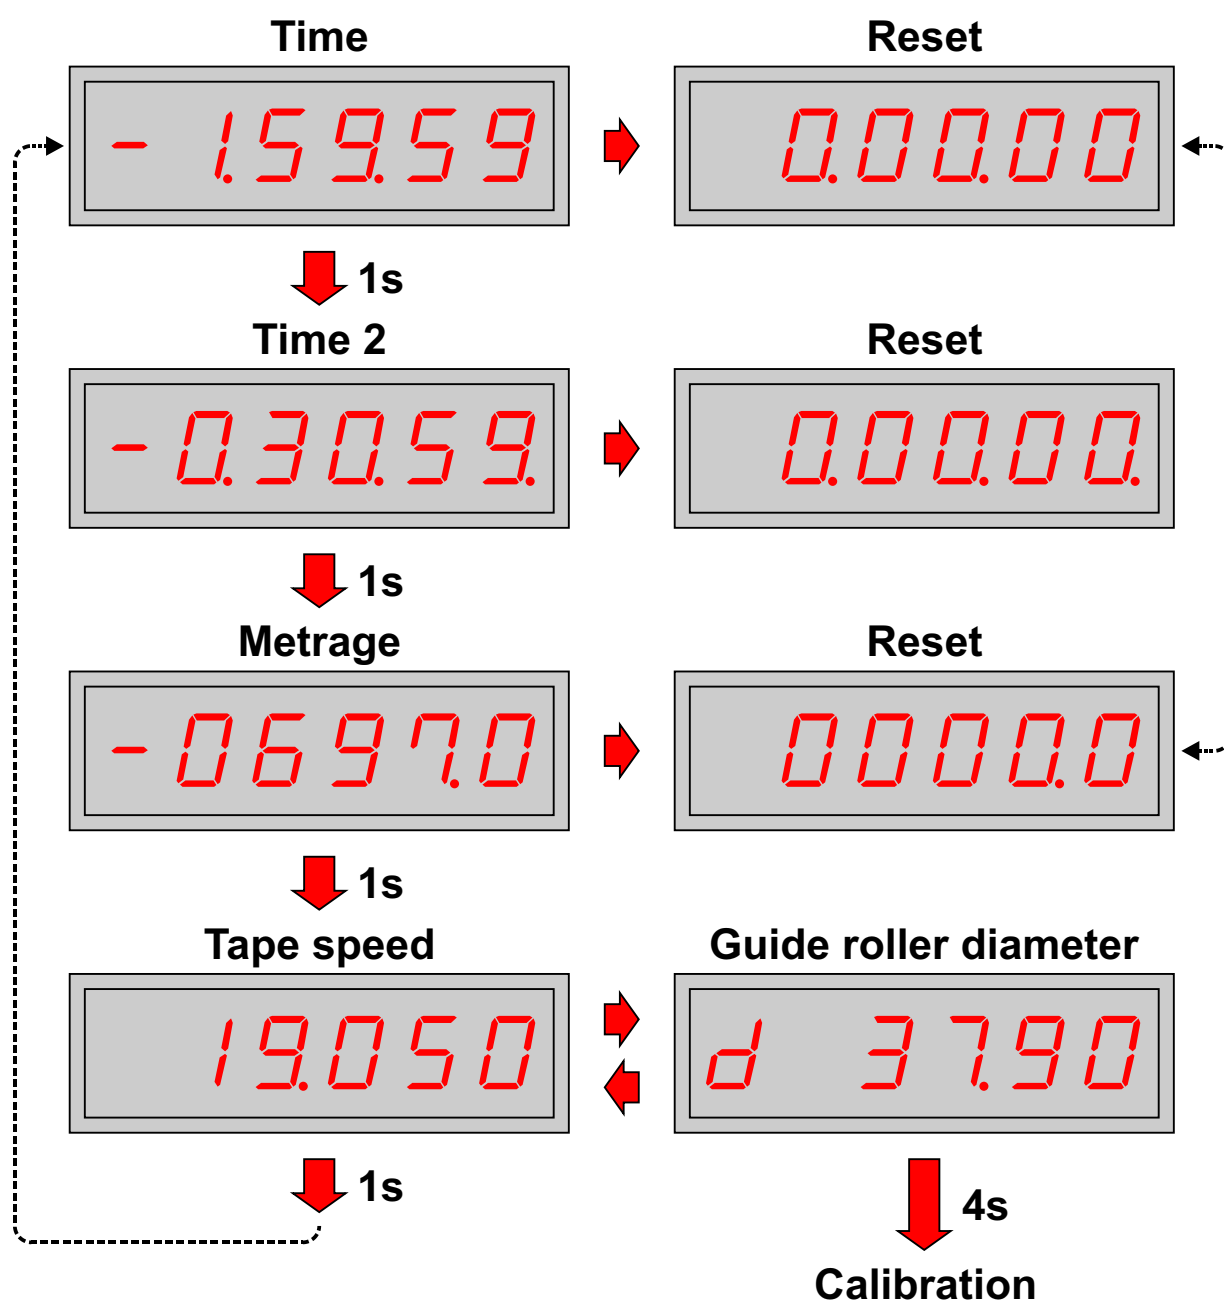 Time Reset
-1.59.59 0.00.00
1s
Time 2 Reset
-0.30.59. 0.00.00.
1s
Metrage Reset
-0697.0 0000.0
1s
Tape speed Guide roller diameter
19.050 d 37.90
1s 4s
Calibration